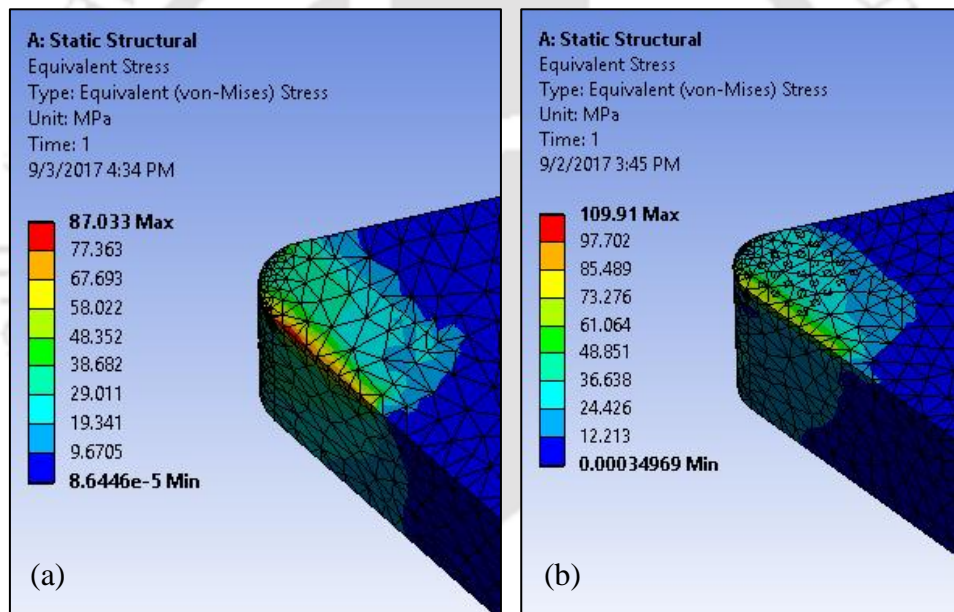 A: Static Structural
Equivalent Stress
Type: Equivalent (von-Mises) Stress
Unit: MPa
Time: 1
9/3/2017 4:34 PM
87.033 Max
77.363
67.693
58.022
48.352
38.682
29.011
19.341
9.6705
8.6446e-5 Min
(a)
A: Static Structural
Equivalent Stress
Type: Equivalent (von-Mises) Stress
Unit: MPa
Time: 1
9/2/2017 3:45 PM
109.91 Max
97.702
85.489
73.276
61.064
48.851
36.638
24.426
12.213
0.00034969 Min
(b)